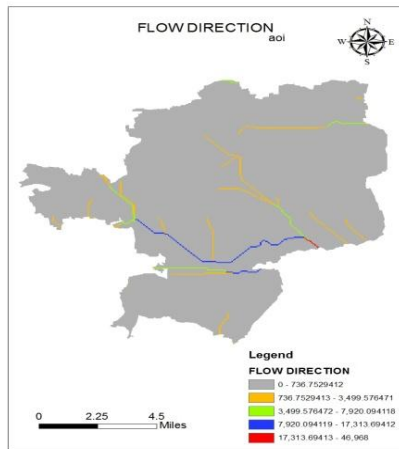 FLOW DIRECTION
aoi
N
W E
S
Legend
FLOW DIRECTION
0 - 736.7529412
736.7529413 - 3,499.576471
3,499.576472 - 7,920.094118
7,920.094119 - 17,313.69412
17,313.69413 - 46,968
0 2.25 4.5
Miles